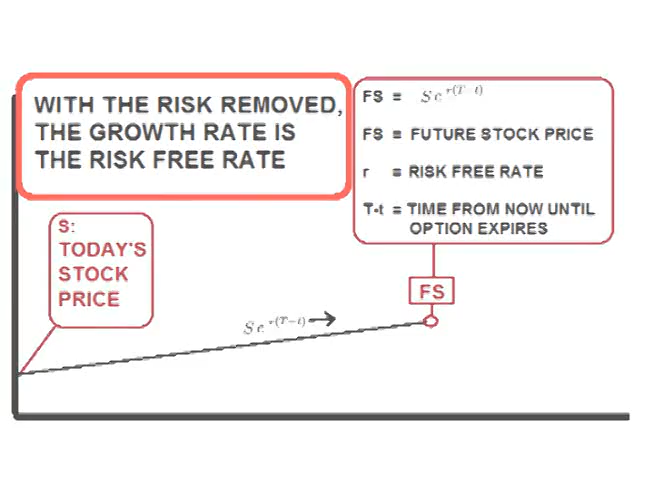 WITH THE RISK REMOVED,
THE GROWTH RATE IS
THE RISK FREE RATE
FS = Se^{r(T-t)}
FS = FUTURE STOCK PRICE
r = RISK FREE RATE
T-t = TIME FROM NOW UNTIL
OPTION EXPIRES
S:
TODAY'S
STOCK
PRICE
FS
Se^{r(T-t)}